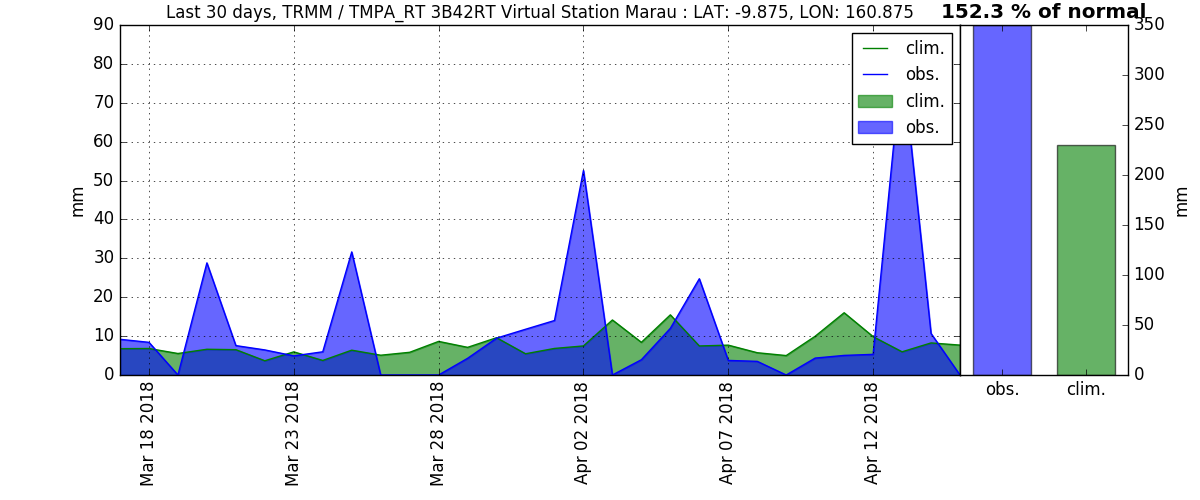 Last 30 days, TRMM / TMPA_RT 3B42RT Virtual Station Marau : LAT: -9.875, LON: 160.875
152.3 % of normal
90
80
70
60
50
40
30
20
10
0
mm
Mar 18 2018
Mar 23 2018
Mar 28 2018
Apr 02 2018
Apr 07 2018
Apr 12 2018
clim.
obs.
clim.
obs.
350
300
250
200
150
100
50
0
mm
obs.
clim.